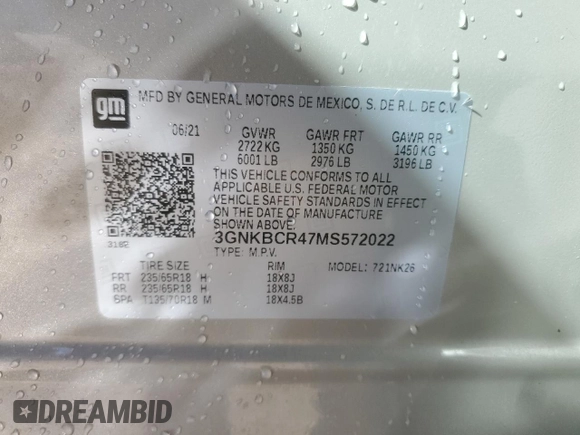 gm
MFD BY GENERAL MOTORS DE MEXICO, S. DE R.L. DE C.V.
06/21 GVWR GAWR FRT GAWR RR
2722 KG 1350 KG 1450 KG
6001 LB 2976 LB 3196 LB
THIS VEHICLE CONFORMS TO ALL
APPLICABLE U.S. FEDERAL MOTOR
VEHICLE SAFETY STANDARDS IN EFFECT
ON THE DATE OF MANUFACTURE
SHOWN ABOVE.
3182
3GNKBCR47MS572022
TYPE: M.P.V.
TIRE SIZE RIM MODEL: 721NK26
FRT 235/65R18 H 18X8J
RR 235/65R18 H 18X8J
SPA T135/70R18 M 18X4.5B
DREAMBID